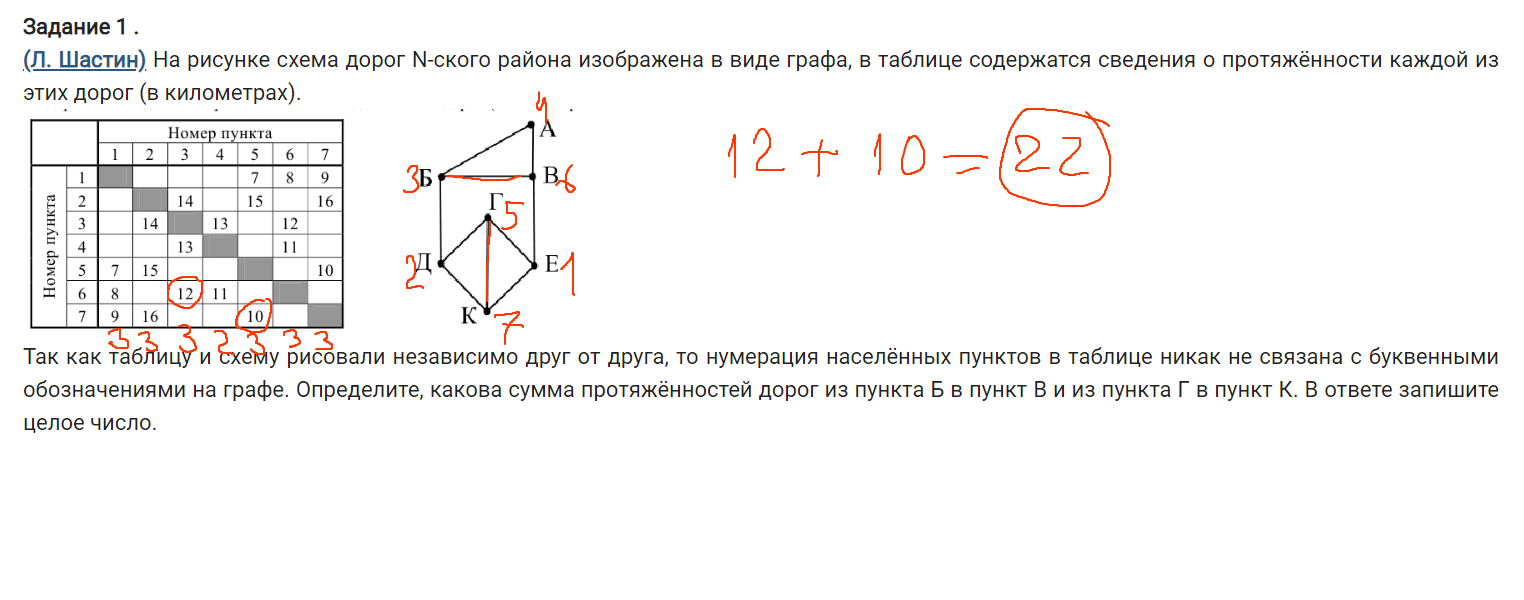 Задание 1 .
(Л. Шастин) На рисунке схема дорог N-ского района изображена в виде графа, в таблице содержатся сведения о протяжённости каждой из
этих дорог (в километрах).
Номер пункта
1 2 3 4 5 6 7
Номер пункта
1 7 8 9
2 14 15 16
3 14 13 12
4 13 11
5 7 15 10
6 8 12 11
7 9 16 10
3 3 3 2 3 3 3
4
А
3 Б В 6
Г 5
2 Д Е 1
К 7
12 + 10 = 22
Так как таблицу и схему рисовали независимо друг от друга, то нумерация населённых пунктов в таблице никак не связана с буквенными
обозначениями на графе. Определите, какова сумма протяжённостей дорог из пункта Б в пункт В и из пункта Г в пункт К. В ответе запишите
целое число.